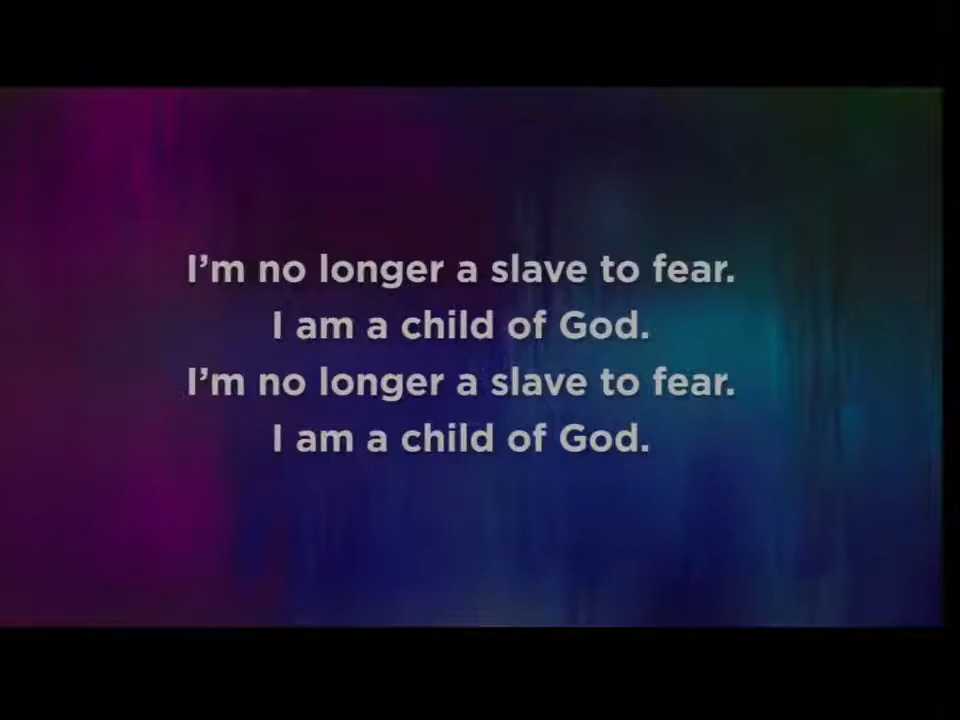 I’m no longer a slave to fear.
I am a child of God.
I’m no longer a slave to fear.
I am a child of God.